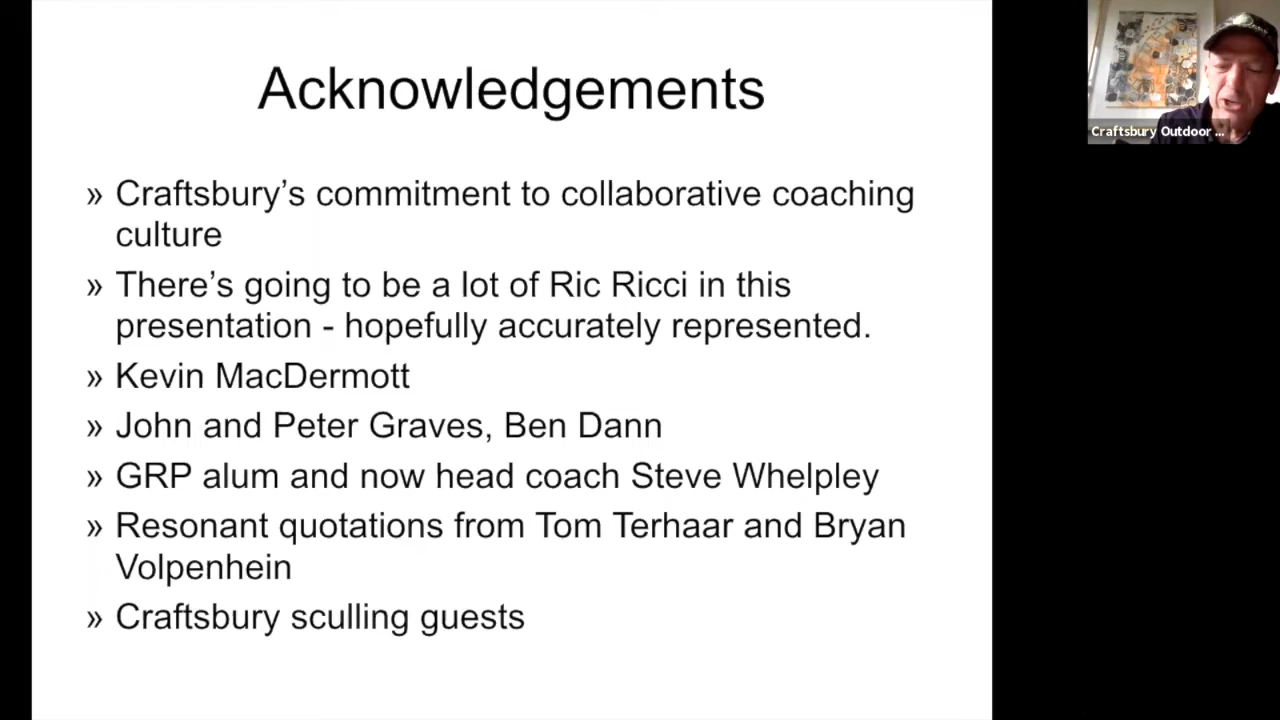 Acknowledgements
» Craftsbury’s commitment to collaborative coaching
culture
» There’s going to be a lot of Ric Ricci in this
presentation - hopefully accurately represented.
» Kevin MacDermott
» John and Peter Graves, Ben Dann
» GRP alum and now head coach Steve Whelpley
» Resonant quotations from Tom Terhaar and Bryan
Volpenhein
» Craftsbury sculling guests
Craftsbury Outdoor ...